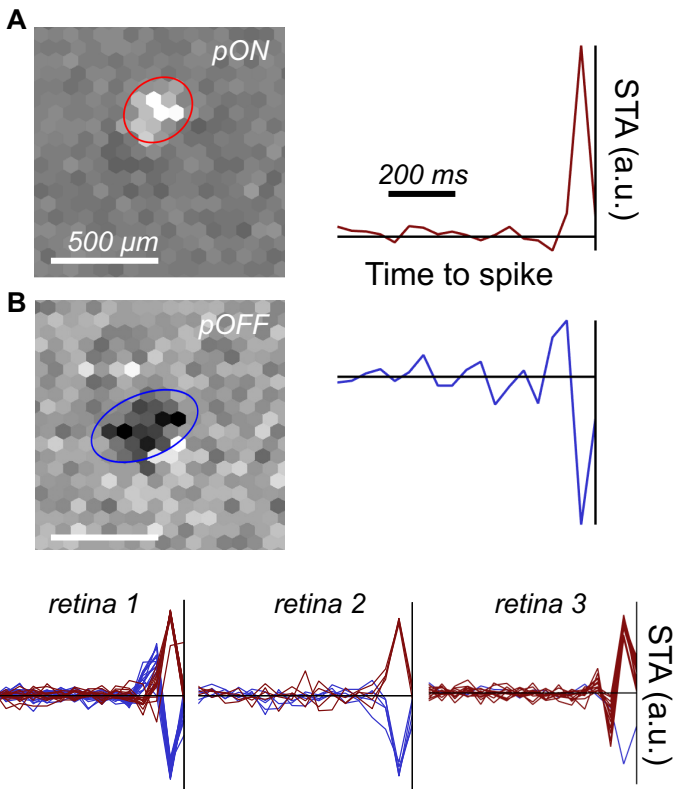 A
pON
500 µm
200 ms
STA (a.u.)
Time to spike
B
pOFF
retina 1
retina 2
retina 3
STA (a.u.)